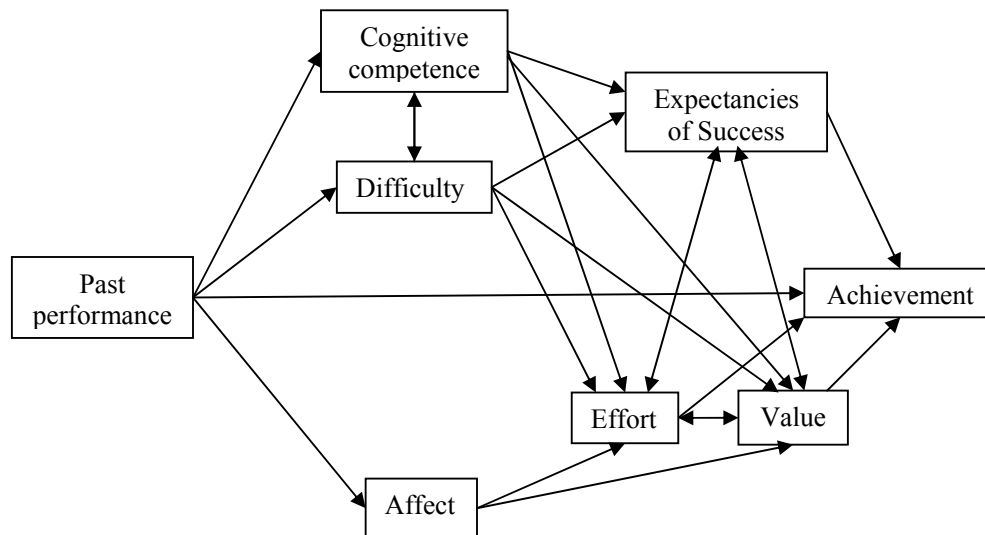 Cognitive
competence
Expectancies
of Success
Difficulty
Past
performance
Achievement
Effort
Value
Affect